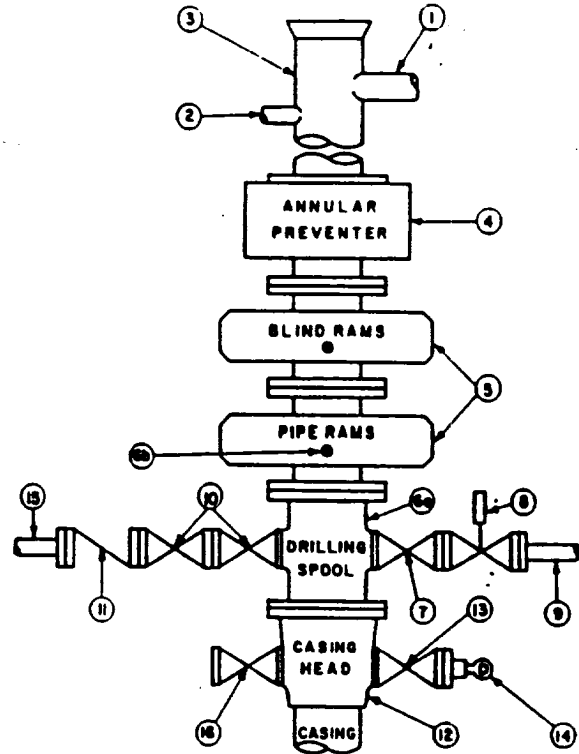 3
1
2
ANNULAR
PREVENTER
4
BLIND RAMS
5
PIPE RAMS
6b
15
10
6a
8
DRILLING
SPOOL
11
7
9
13
CASING
HEAD
16
12
14
CASING